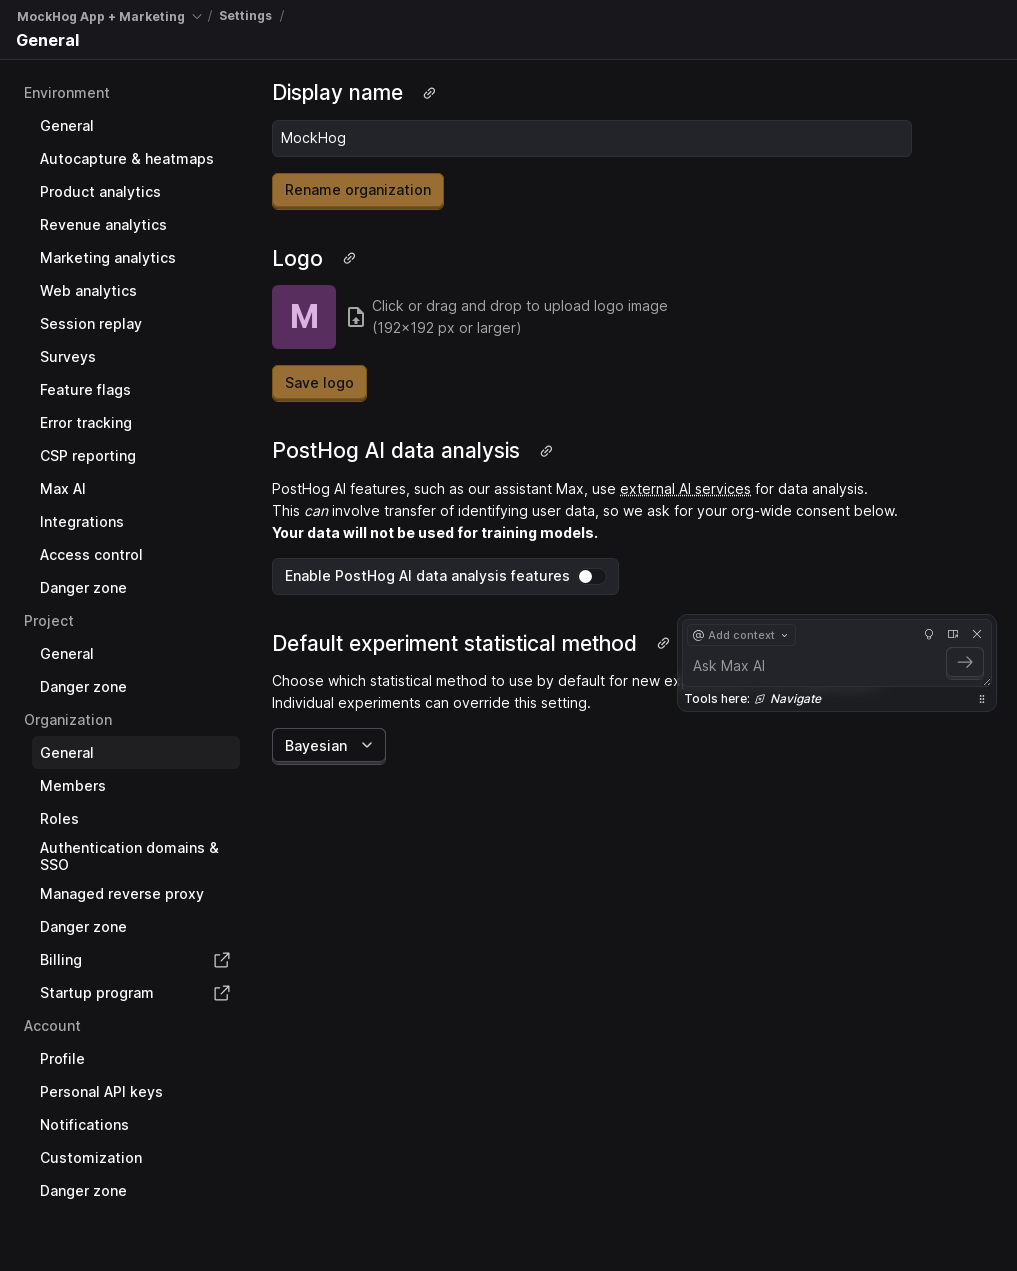 MockHog App + Marketing / Settings /
General
Environment
General
Autocapture & heatmaps
Product analytics
Revenue analytics
Marketing analytics
Web analytics
Session replay
Surveys
Feature flags
Error tracking
CSP reporting
Max AI
Integrations
Access control
Danger zone
Project
General
Danger zone
Organization
General
Members
Roles
Authentication domains &
SSO
Managed reverse proxy
Danger zone
Billing
Startup program
Account
Profile
Personal API keys
Notifications
Customization
Danger zone
Display name
MockHog
Rename organization
Logo
M
Click or drag and drop to upload logo image
(192×192 px or larger)
Save logo
PostHog AI data analysis
PostHog AI features, such as our assistant Max, use external AI services for data analysis.
This can involve transfer of identifying user data, so we ask for your org-wide consent below.
Your data will not be used for training models.
Enable PostHog AI data analysis features
Default experiment statistical method
Choose which statistical method to use by default for new
Individual experiments can override this setting.
Bayesian
@ Add context
Ask Max AI
Tools here: Navigate